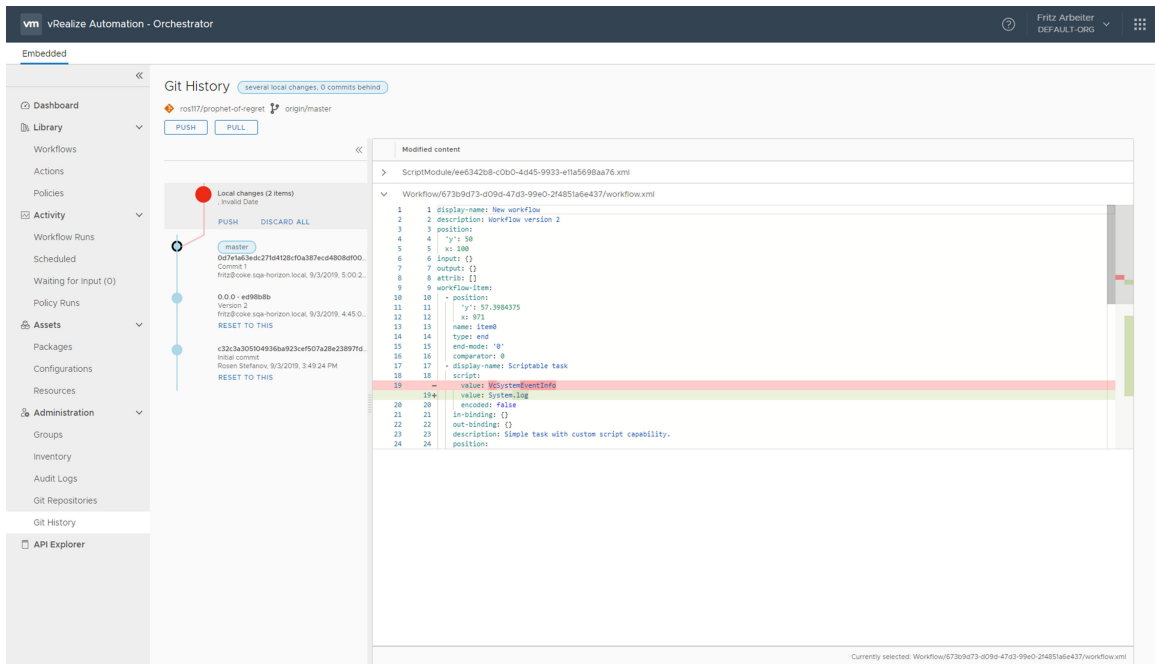 vm vRealize Automation - Orchestrator
Fritz Arbeiter
DEFAULT-ORG
Embedded
Dashboard
Library
Workflows
Actions
Policies
Activity
Workflow Runs
Scheduled
Waiting for Input (0)
Policy Runs
Assets
Packages
Configurations
Resources
Administration
Groups
Inventory
Audit Logs
Git Repositories
Git History
API Explorer
Git History several local changes, 0 commits behind
ros117/prophet-of-regret origin/master
PUSH PULL
Local changes (2 items)
, Invalid Date
PUSH DISCARD ALL
master
0d7e1a63edc271d4128cf0a387ecd4808df00...
Commit 1
fritz@coke.sqa-horizon.local, 9/3/2019, 5:00:2...
0.0.0 - ed98b8b
Version 2
fritz@coke.sqa-horizon.local, 9/3/2019, 4:45:0...
RESET TO THIS
c32c3a305104936ba923cef507a28e23897fd...
Initial commit
Rosen Stefanov, 9/3/2019, 3:49:24 PM
RESET TO THIS
Modified content
ScriptModule/ee6342b8-c0b0-4d45-9933-e11a5698aa76.xml
Workflow/673b9d73-d09d-47d3-99e0-2f4851a6e437/workflow.xml
1 1 display-name: New workflow
2 2 description: Workflow version 2
3 3 position:
4 4 'y': 50
5 5 x: 100
6 6 input: {}
7 7 output: {}
8 8 attrib: []
9 9 workflow-item:
10 10 - position:
11 11 'y': 57.3984375
12 12 x: 971
13 13 name: item0
14 14 type: end
15 15 end-mode: '0'
16 16 comparator: 0
17 17 - display-name: Scriptable task
18 18 script:
19 - value: VcSystemEventInfo
19+ value: System.log
20 20 encoded: false
21 21 in-binding: {}
22 22 out-binding: {}
23 23 description: Simple task with custom script capability.
24 24 position:
Currently selected: Workflow/673b9d73-d09d-47d3-99e0-2f4851a6e437/workflow.xml